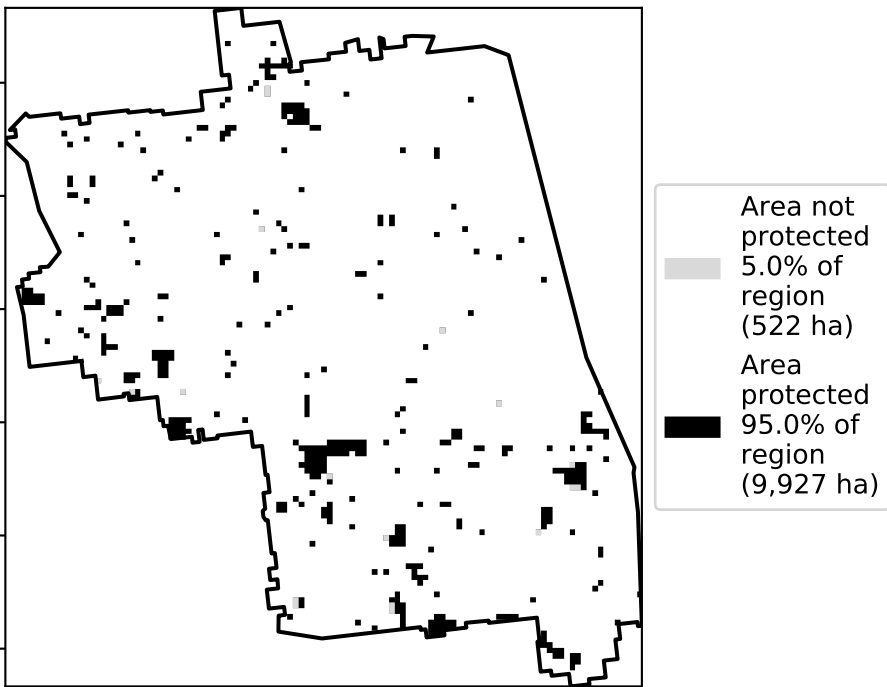 Area not
protected
5.0% of
region
(522 ha)
Area
protected
95.0% of
region
(9,927 ha)